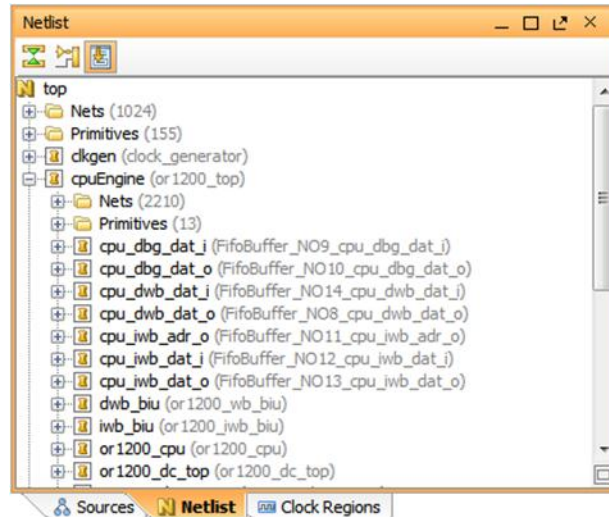 Netlist
top
Nets (1024)
Primitives (155)
clkgen (clock_generator)
cpuEngine (or1200_top)
Nets (2210)
Primitives (13)
cpu_dbg_dat_i (FifoBuffer_NO9_cpu_dbg_dat_i)
cpu_dbg_dat_o (FifoBuffer_NO10_cpu_dbg_dat_o)
cpu_dwb_dat_i (FifoBuffer_NO14_cpu_dwb_dat_i)
cpu_dwb_dat_o (FifoBuffer_NO8_cpu_dwb_dat_o)
cpu_iwb_adr_o (FifoBuffer_NO11_cpu_iwb_adr_o)
cpu_iwb_dat_i (FifoBuffer_NO12_cpu_iwb_dat_i)
cpu_iwb_dat_o (FifoBuffer_NO13_cpu_iwb_dat_o)
dwb_biu (or1200_wb_biu)
iwb_biu (or1200_iwb_biu)
or1200_cpu (or1200_cpu)
or1200_dc_top (or1200_dc_top)
Sources Netlist Clock Regions